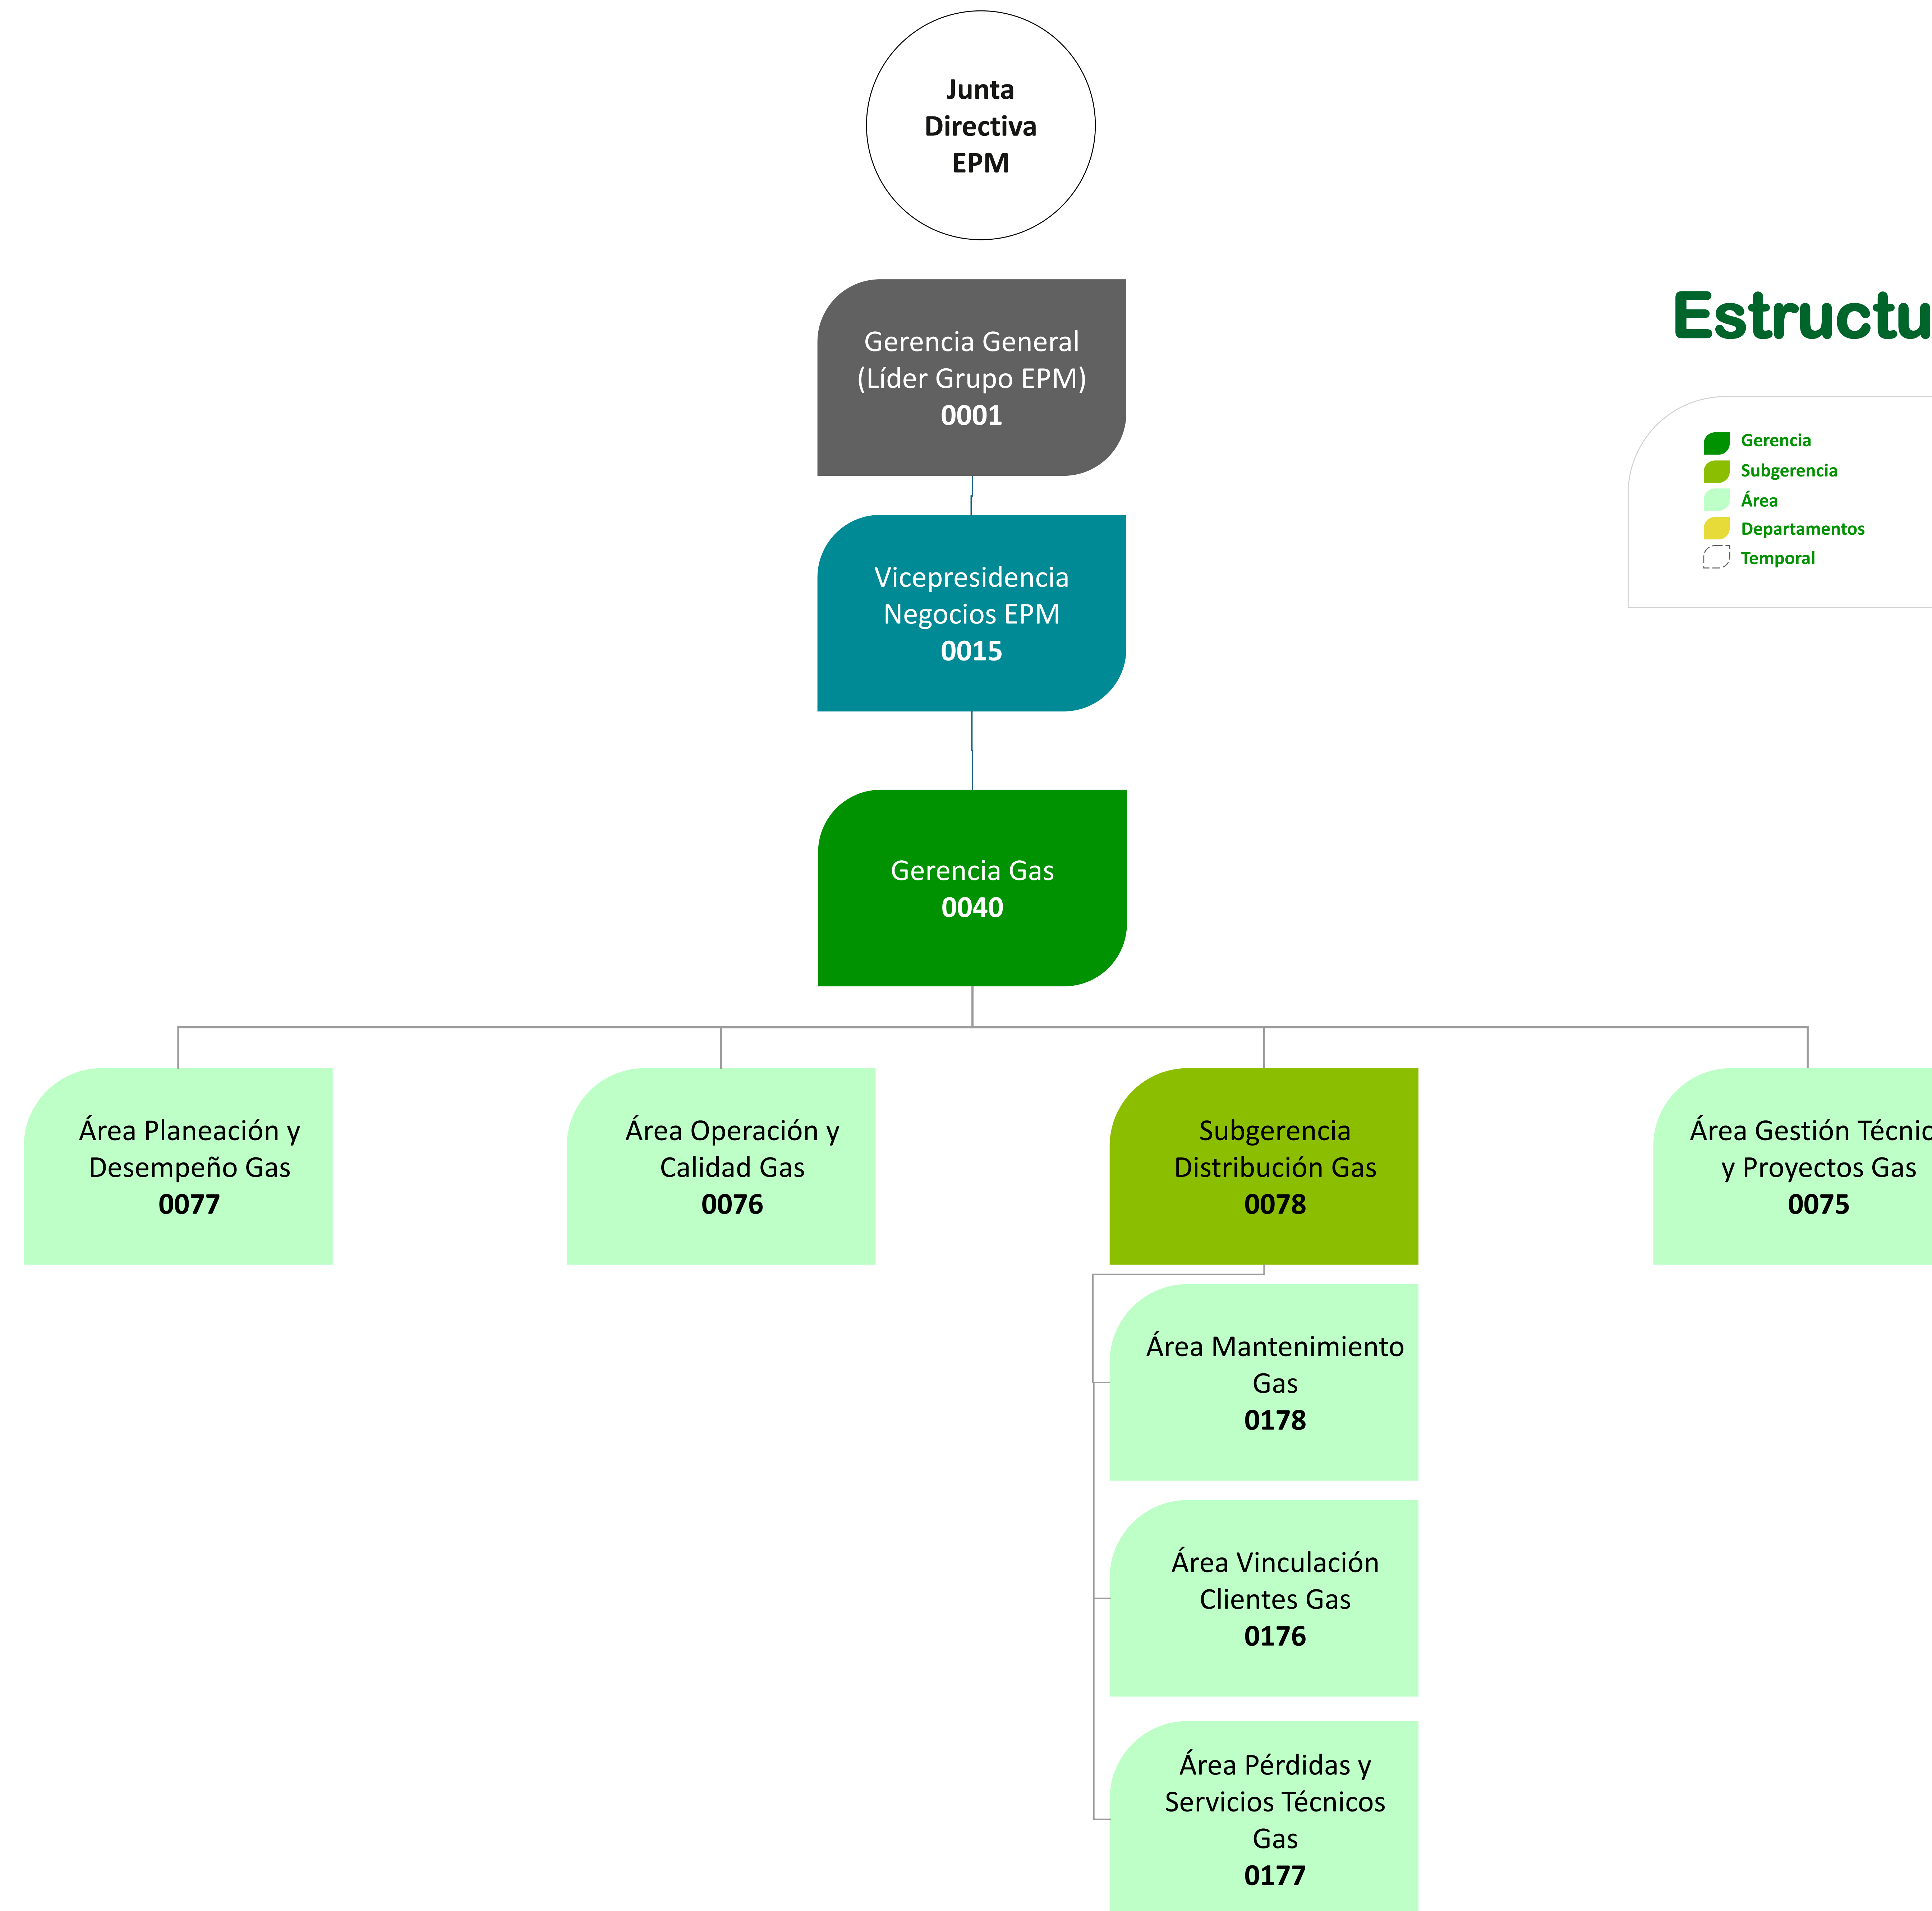 Junta
Directiva
EPM
Gerencia General
(Líder Grupo EPM)
0001
Estructu
Gerencia
Subgerencia
Área
Departamentos
Temporal
Vicepresidencia
Negocios EPM
0015
Gerencia Gas
0040
Área Planeación y
Desempeño Gas
0077
Área Operación y
Calidad Gas
0076
Subgerencia
Distribución Gas
0078
Área Gestión Técnic
y Proyectos Gas
0075
Área Mantenimiento
Gas
0178
Área Vinculación
Clientes Gas
0176
Área Pérdidas y
Servicios Técnicos
Gas
0177